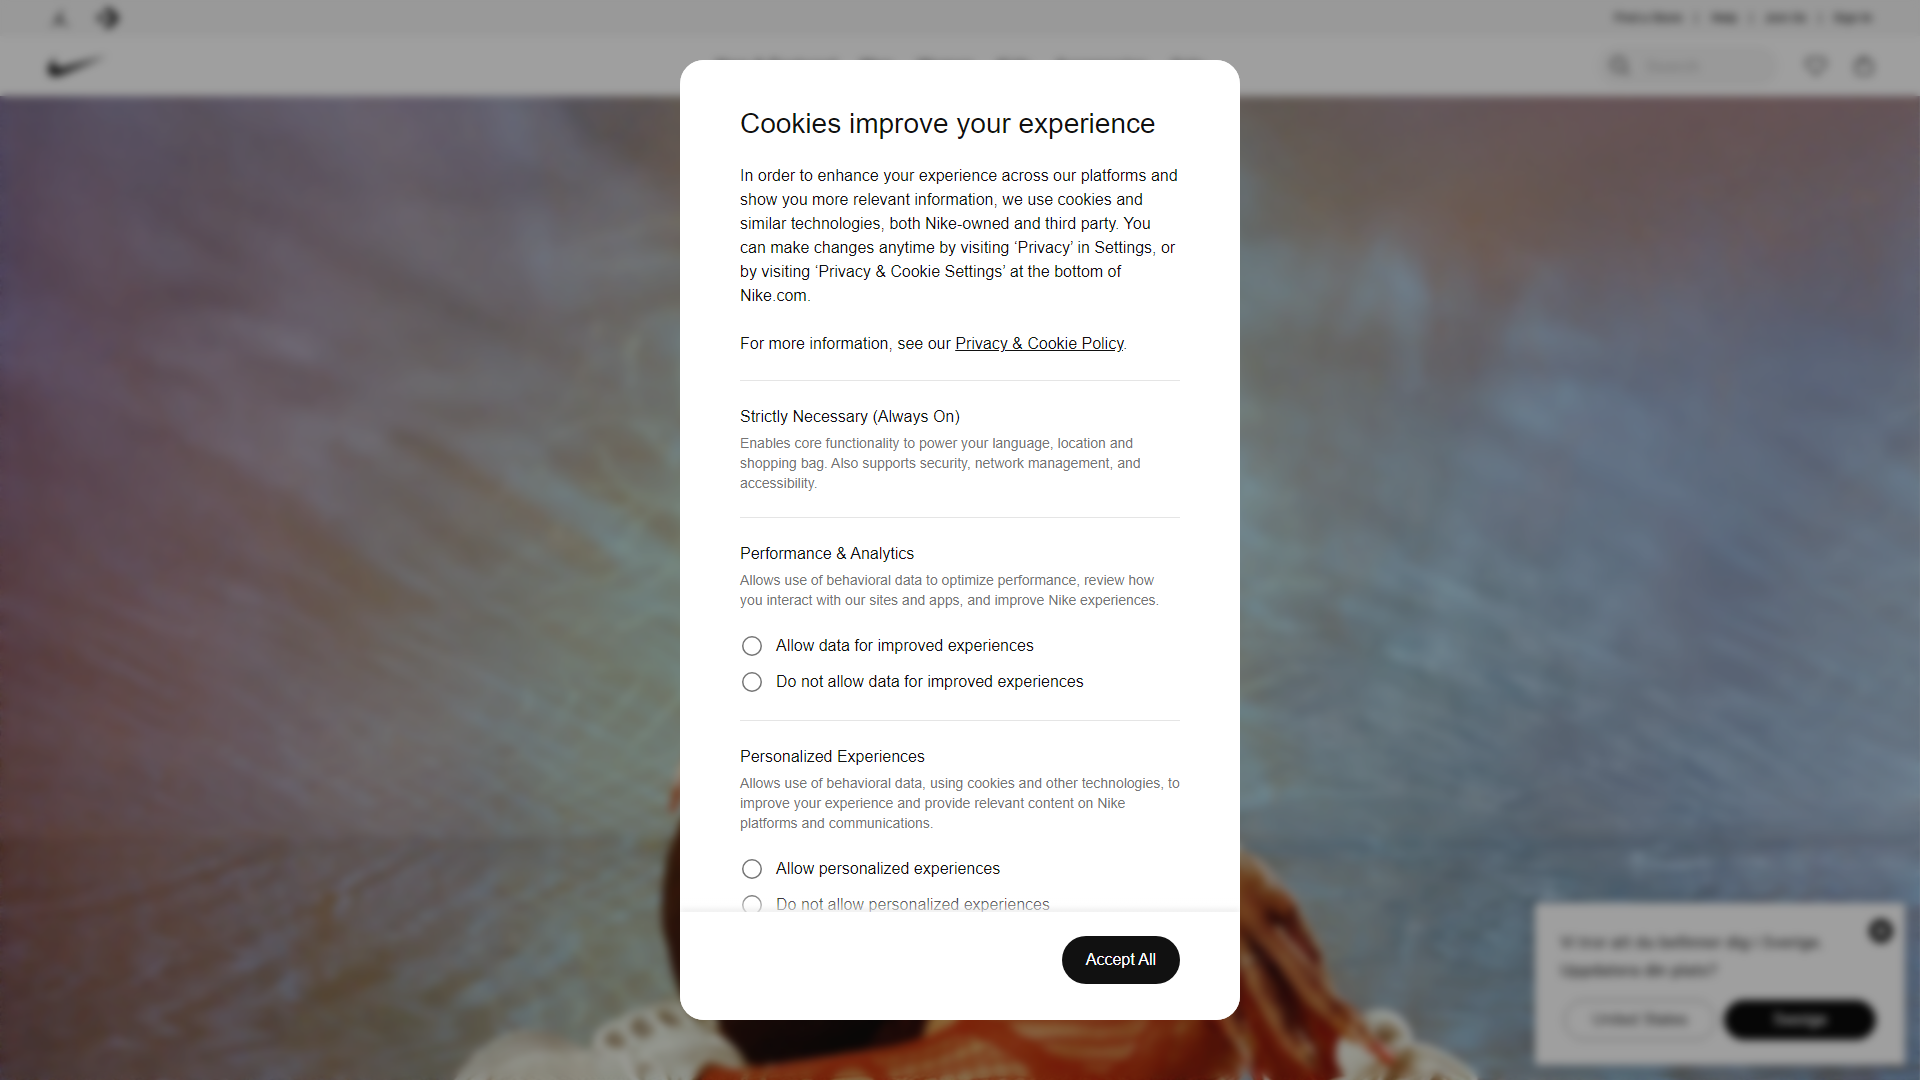 Cookies improve your experience
In order to enhance your experience across our platforms and
show you more relevant information, we use cookies and
similar technologies, both Nike-owned and third party. You
can make changes anytime by visiting ‘Privacy’ in Settings, or
by visiting ‘Privacy & Cookie Settings’ at the bottom of
Nike.com.
For more information, see our Privacy & Cookie Policy.
Strictly Necessary (Always On)
Enables core functionality to power your language, location and
shopping bag. Also supports security, network management, and
accessibility.
Performance & Analytics
Allows use of behavioral data to optimize performance, review how
you interact with our sites and apps, and improve Nike experiences.
Allow data for improved experiences
Do not allow data for improved experiences
Personalized Experiences
Allows use of behavioral data, using cookies and other technologies, to
improve your experience and provide relevant content on Nike
platforms and communications.
Allow personalized experiences
Do not allow personalized experiences
Accept All